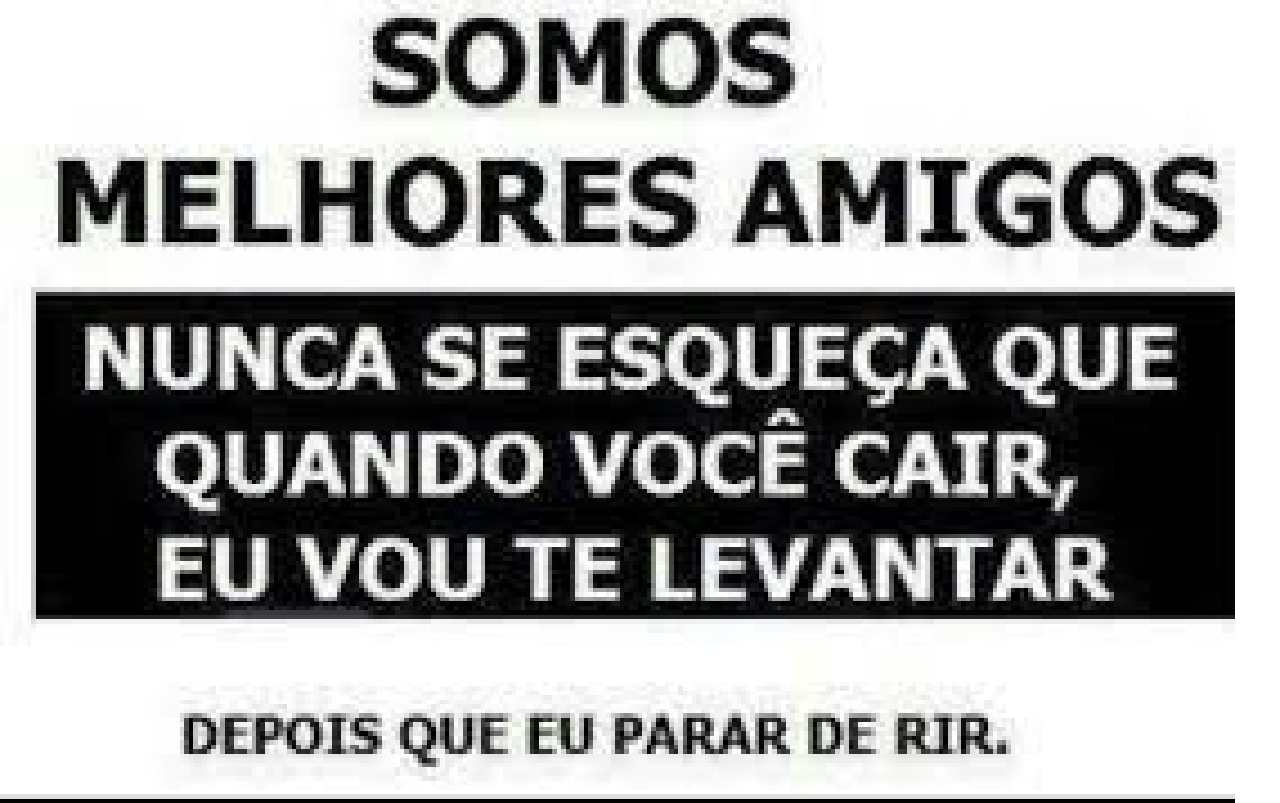 SOMOS
MELHORES AMIGOS
NUNCA SE ESQUEÇA QUE
QUANDO VOCÊ CAIR,
EU VOU TE LEVANTAR
DEPOIS QUE EU PARAR DE RIR.